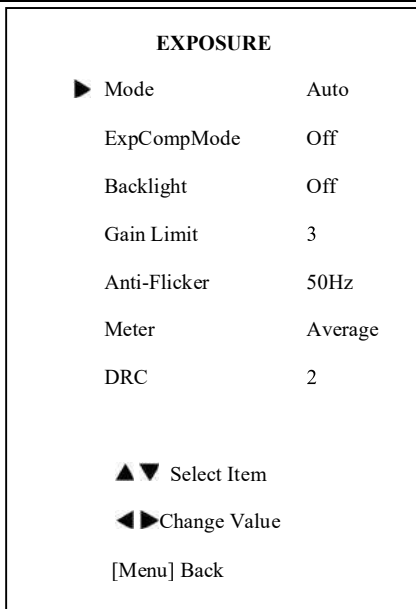 EXPOSURE
▶ Mode Auto
ExpCompMode Off
Backlight Off
Gain Limit 3
Anti-Flicker 50Hz
Meter Average
DRC 2
▲▼ Select Item
◀▶Change Value
[Menu] Back